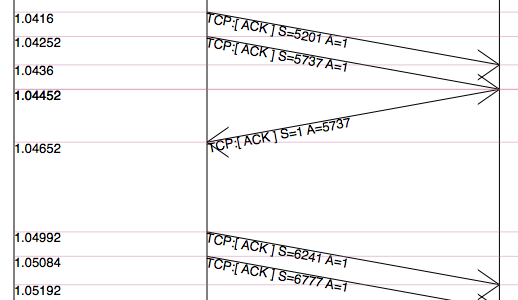 1.0416
TCP:[ ACK ] S=5201 A=1
1.04252
TCP:[ ACK ] S=5737 A=1
1.0436
1.04452
TCP:[ ACK ] S=1 A=5737
1.04652
1.04992
TCP:[ ACK ] S=6241 A=1
1.05084
TCP:[ ACK ] S=6777 A=1
1.05192